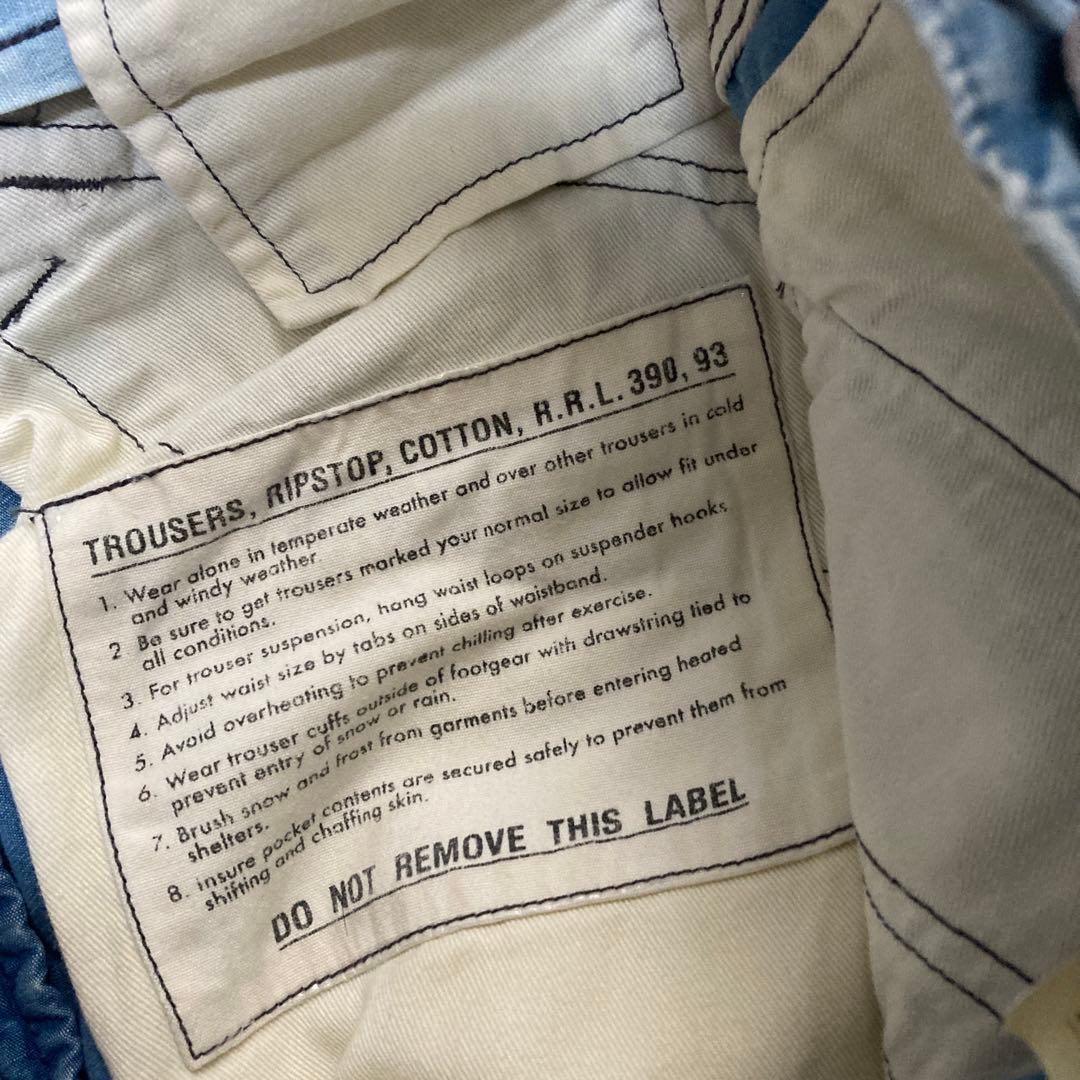 TROUSERS, RIPSTOP, COTTON, R.R.L. 390, 93
1. Wear alone in temperate weather and over other trousers in cold
and windy weather.
2 Be sure to get trousers marked your normal size to allow fit under
all conditions.
3. For trouser suspension, hang waist loops on suspender hooks
4. Adjust waist size by tabs on sides of waistband.
5. Avoid overheating to prevent chilling after exercise.
6. Wear trouser cuffs outside of footgear with drawstring tied to
prevent entry of snow or rain.
7. Brush snow and frost from garments before entering heated
shelters.
8. insure pocket contents are secured safely to prevent them from
shifting and chaffing skin.
DO NOT REMOVE THIS LABEL